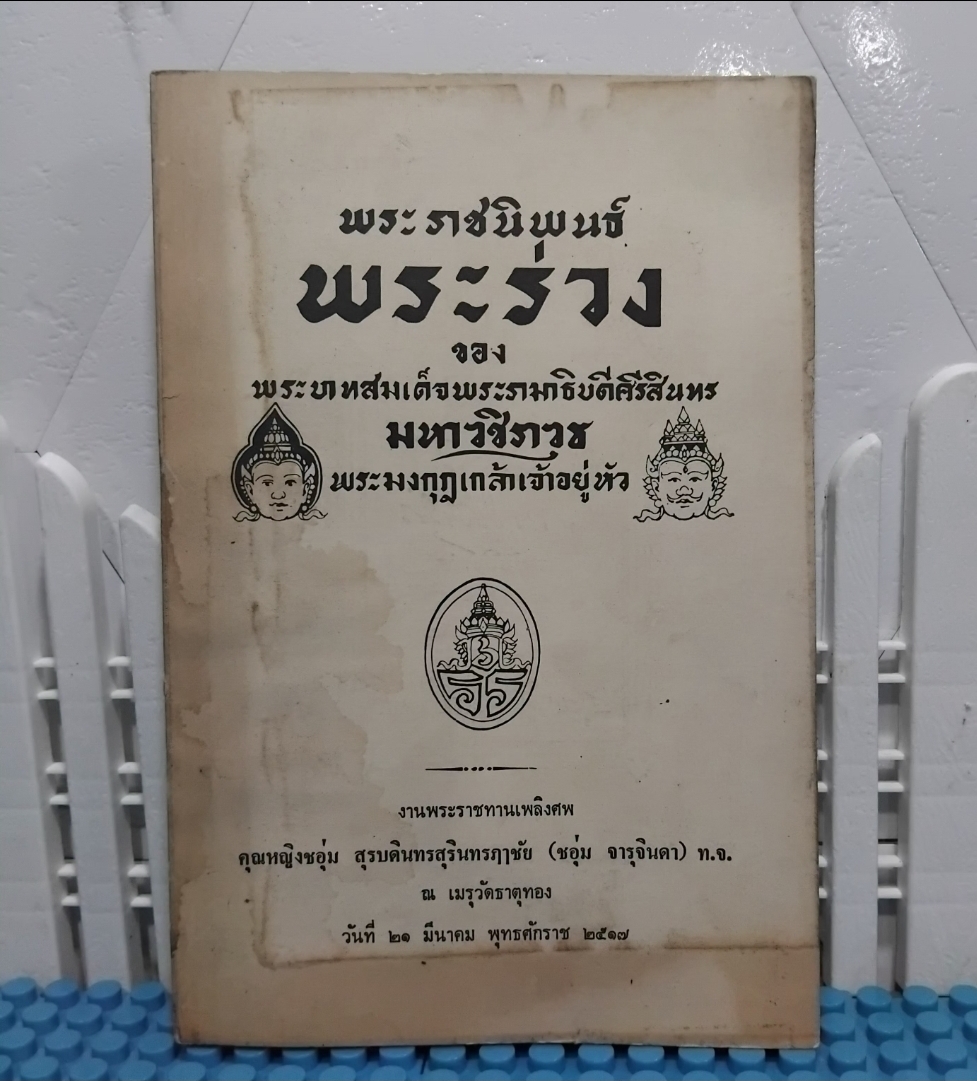 พระราชนิพนธ์
พระร่วง
ของ
พระบาทสมเด็จพระรามาธิบดีศรีสินทร
มหาวชิราวุธ
พระมงกุฎเกล้าเจ้าอยู่หัว
งานพระราชทานเพลิงศพ
คุณหญิงชอุ่ม สุรบดินทรสุรินทรฦาชัย (ชอุ่ม จารุจินดา) ท.จ.
ณ เมรุวัดธาตุทอง
วันที่ ๒๑ มีนาคม พุทธศักราช ๒๕๑๗